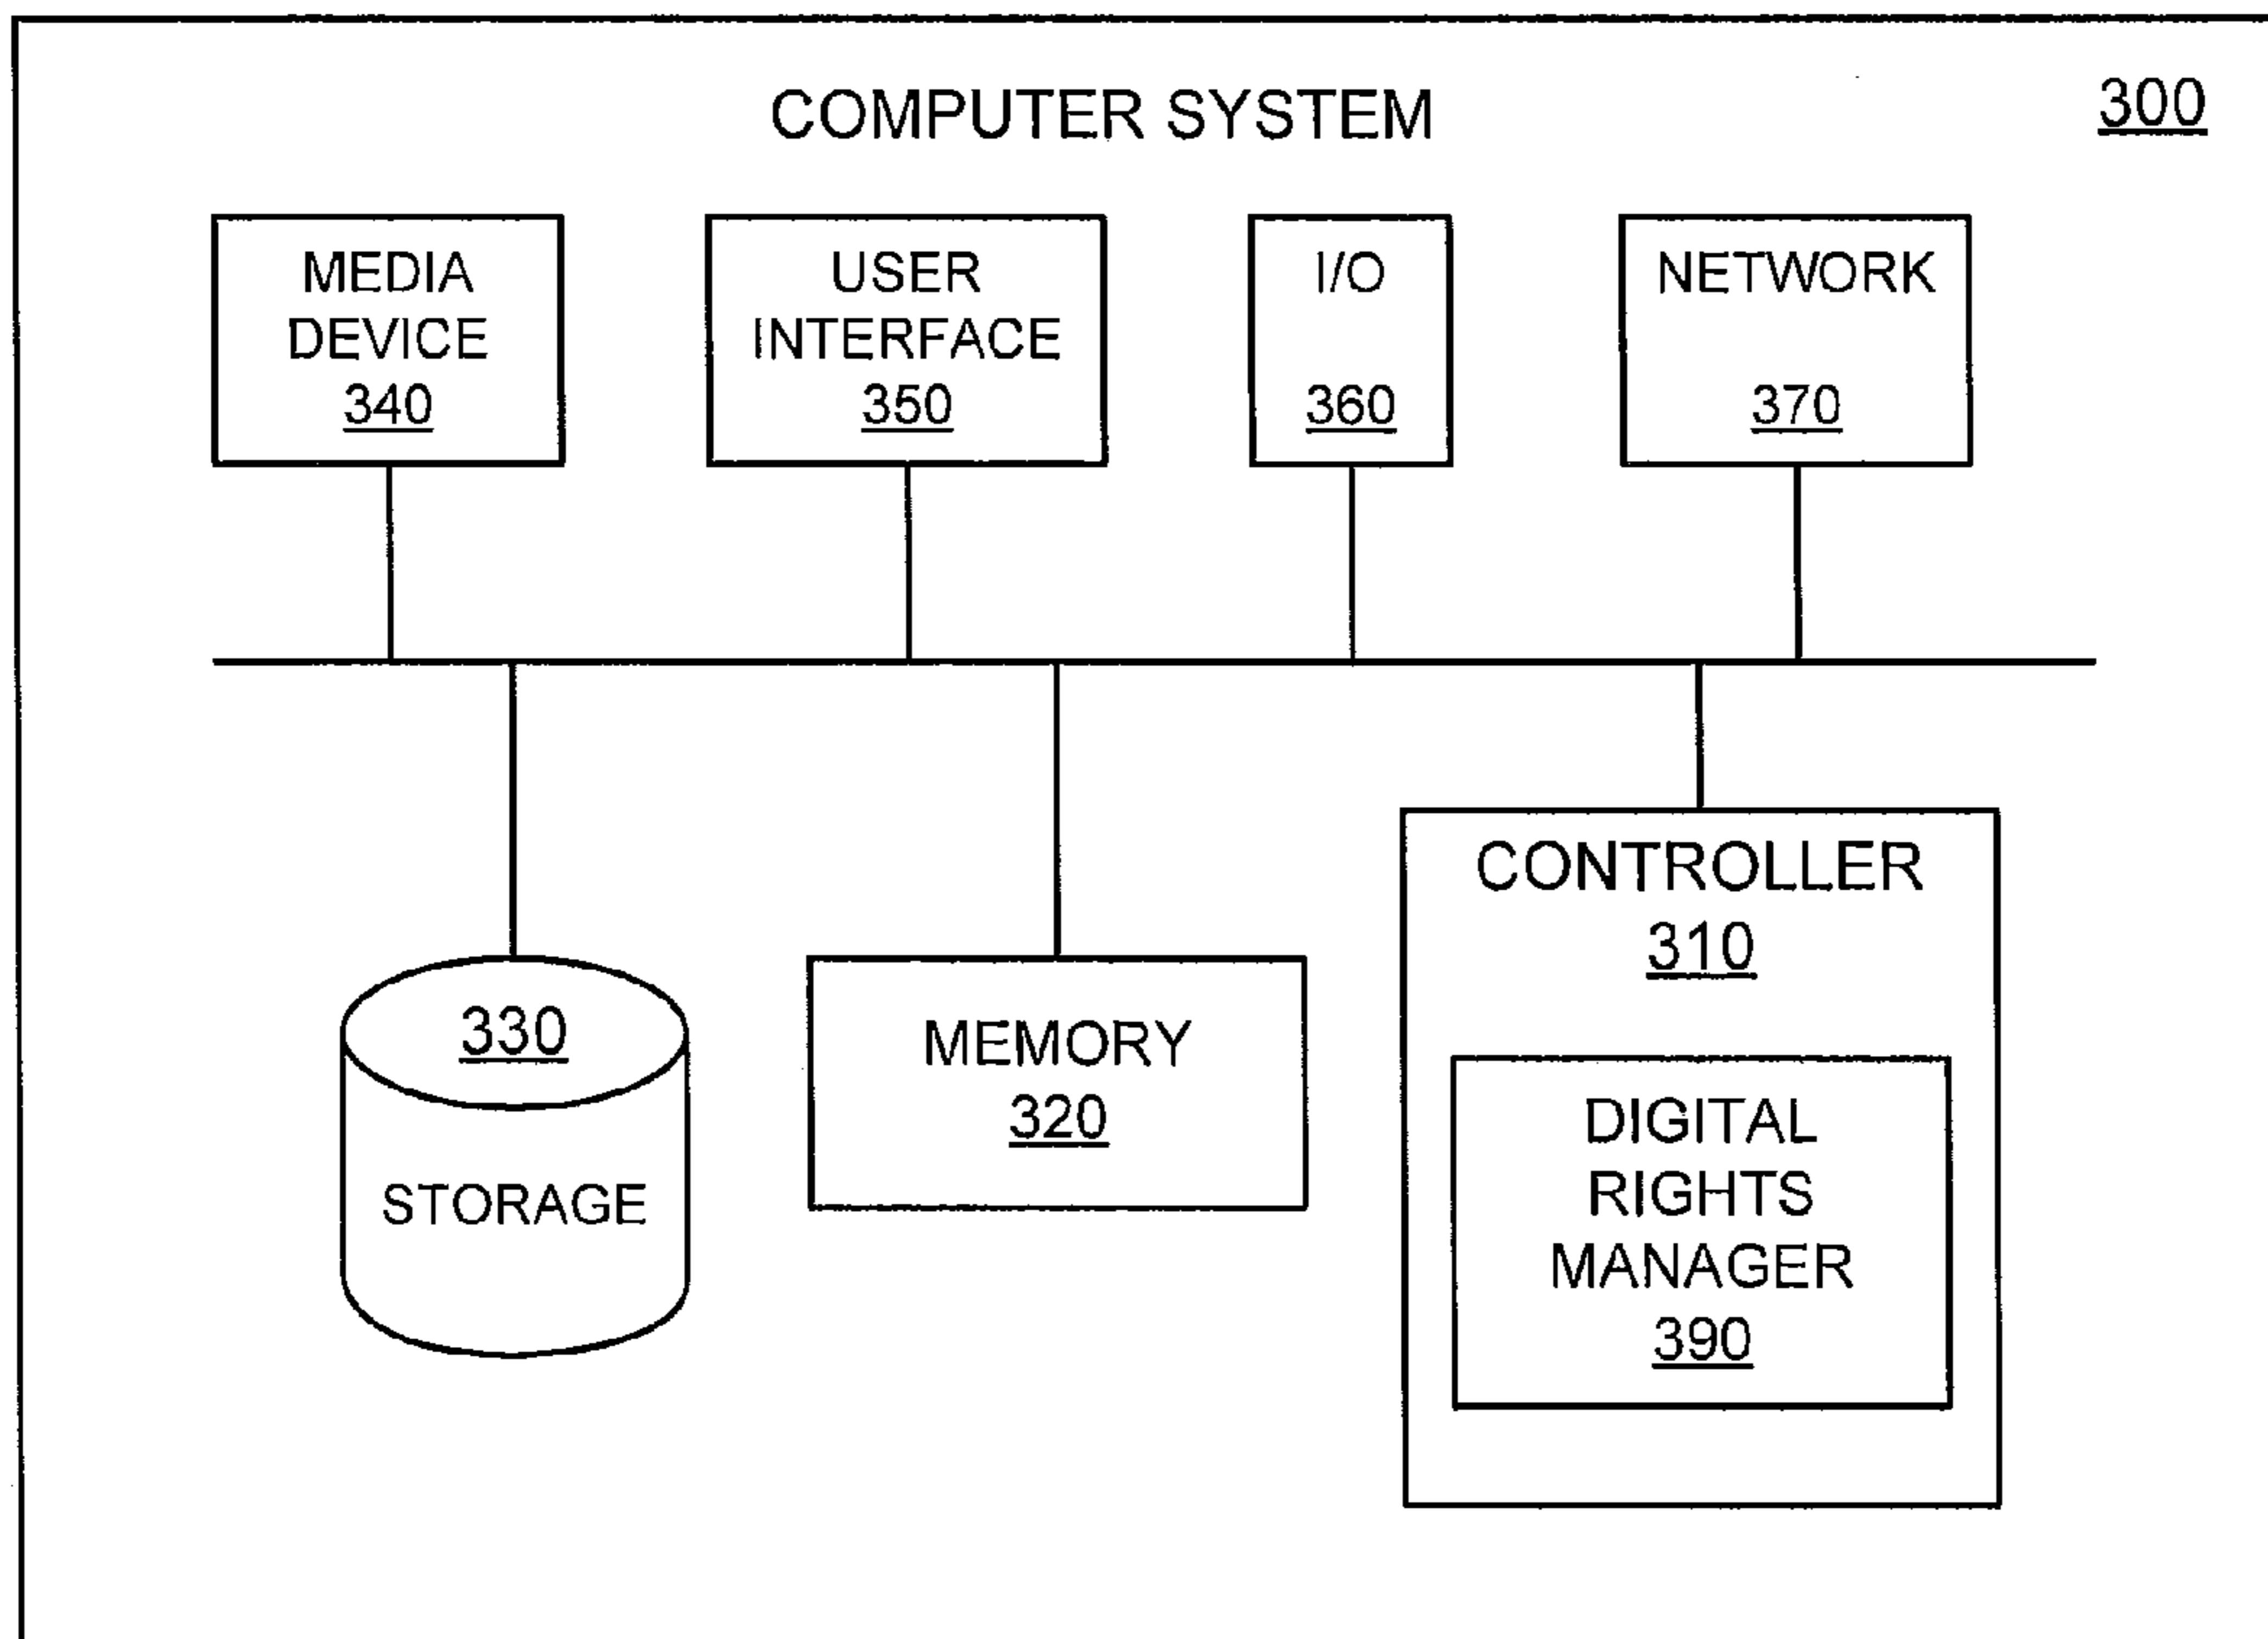 COMPUTER SYSTEM
300
MEDIA
DEVICE
340
USER
INTERFACE
350
I/O
360
NETWORK
370
330
STORAGE
MEMORY
320
CONTROLLER
310
DIGITAL
RIGHTS
MANAGER
390